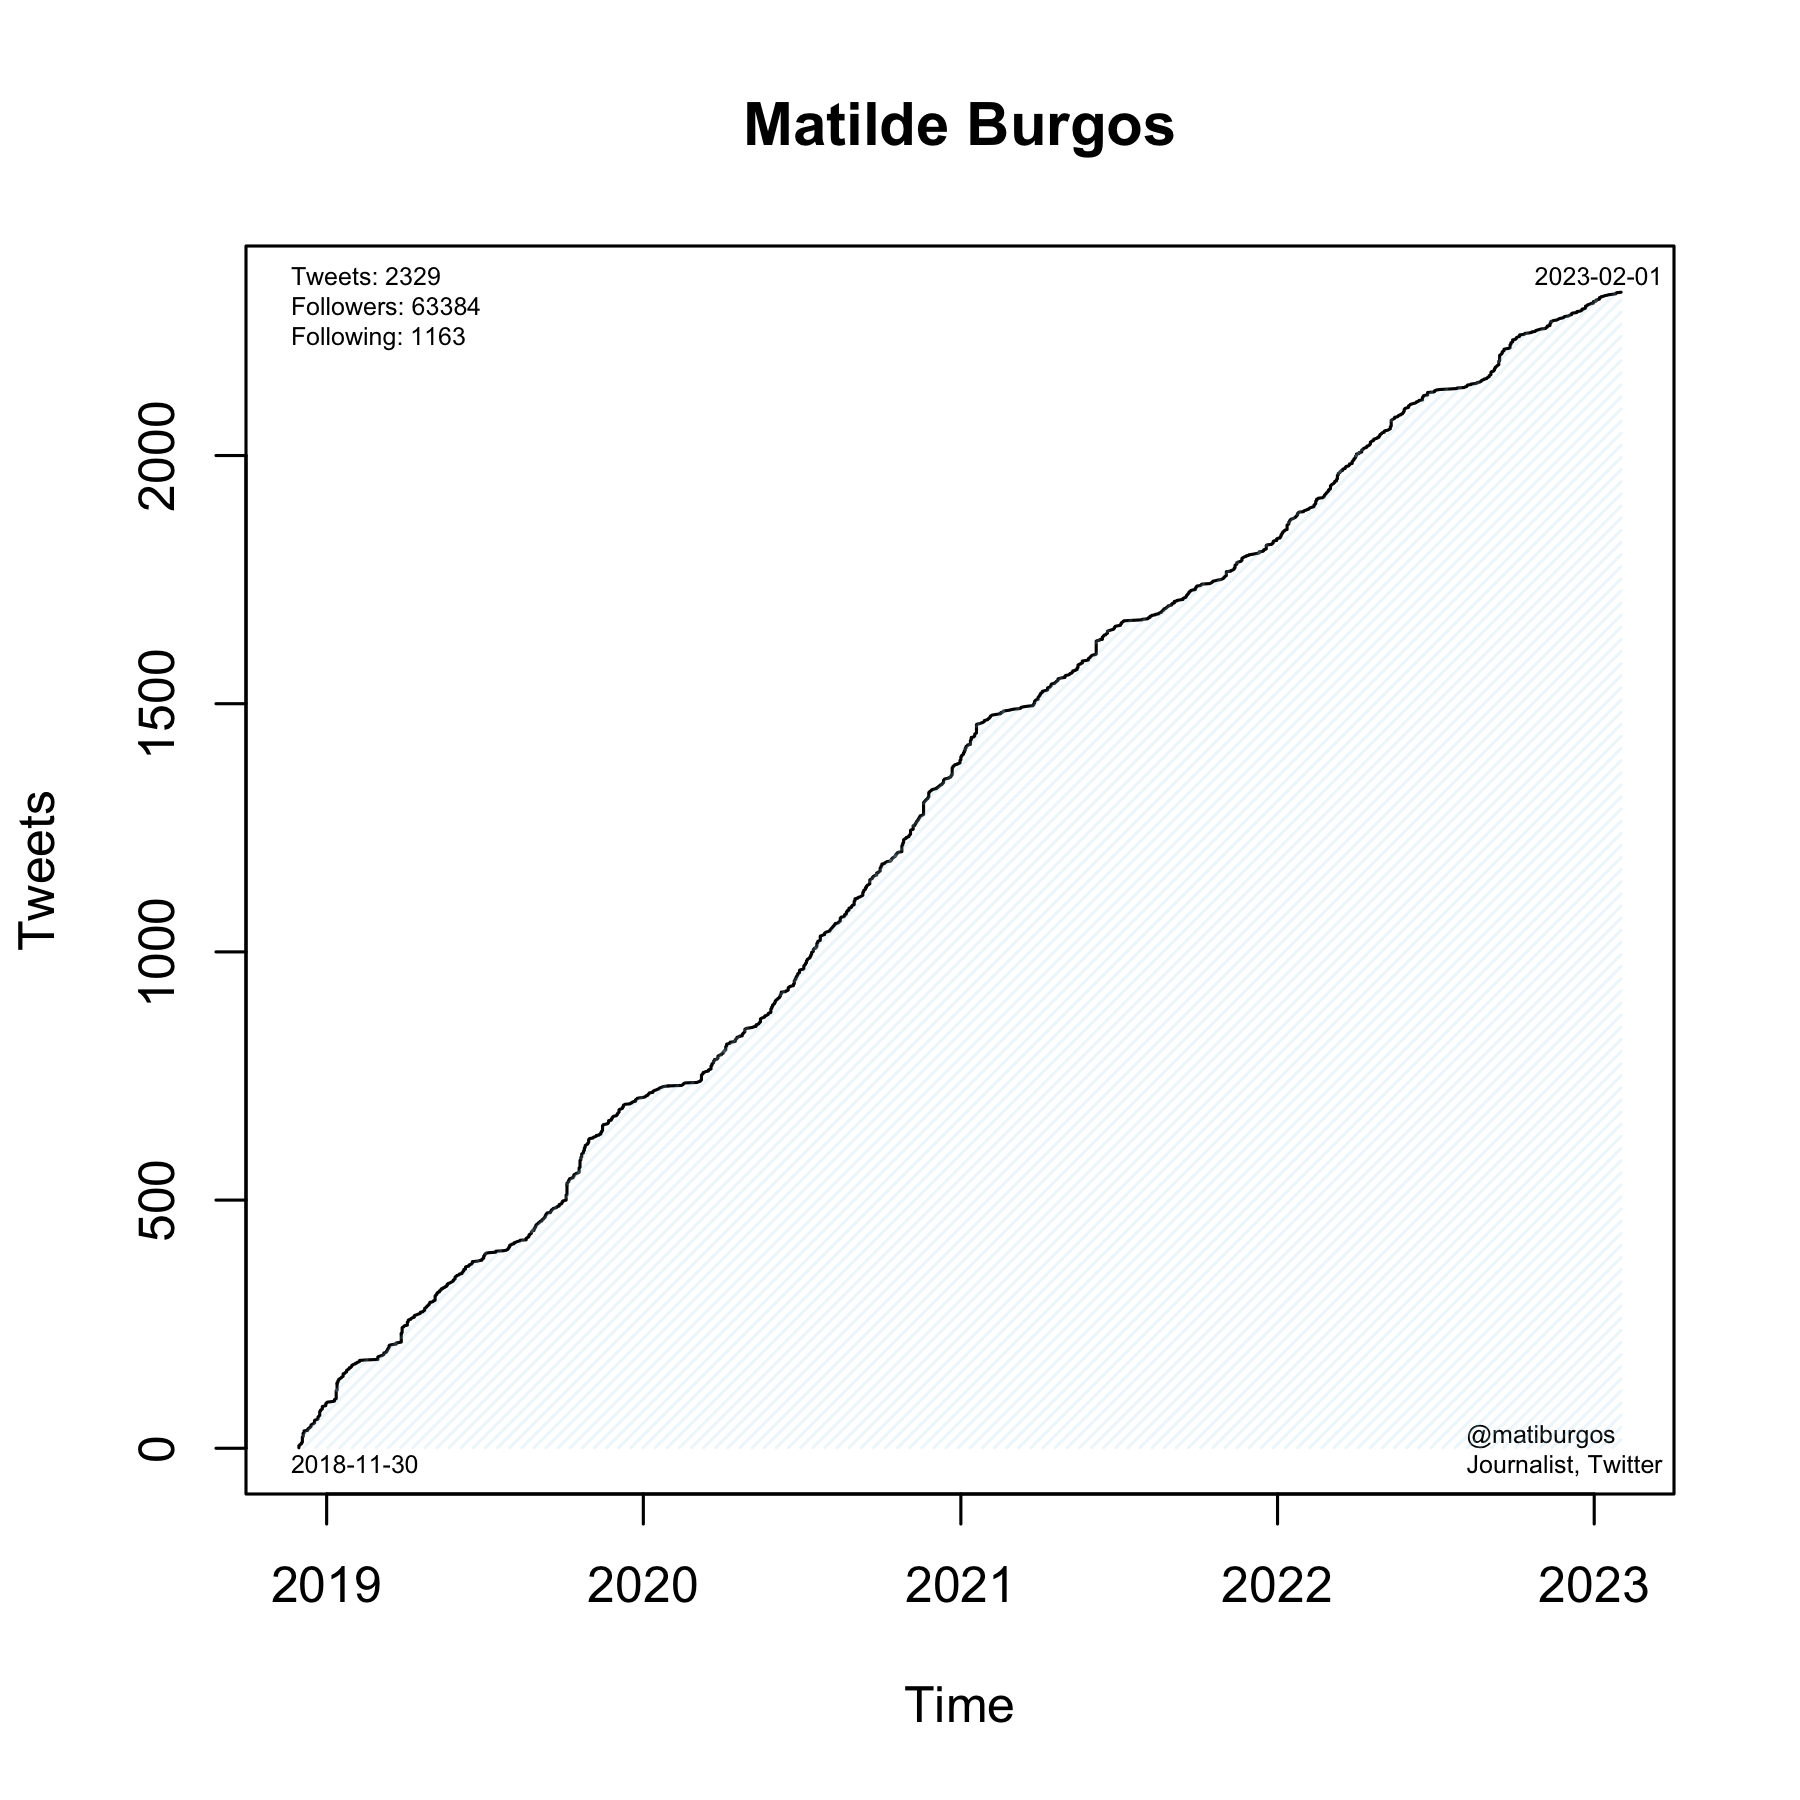 Matilde Burgos
Tweets: 2329
Followers: 63384
Following: 1163
2023-02-01
Tweets
2000
1500
1000
500
0
2018-11-30
@matiburgos
Journalist, Twitter
2019
2020
2021
2022
2023
Time